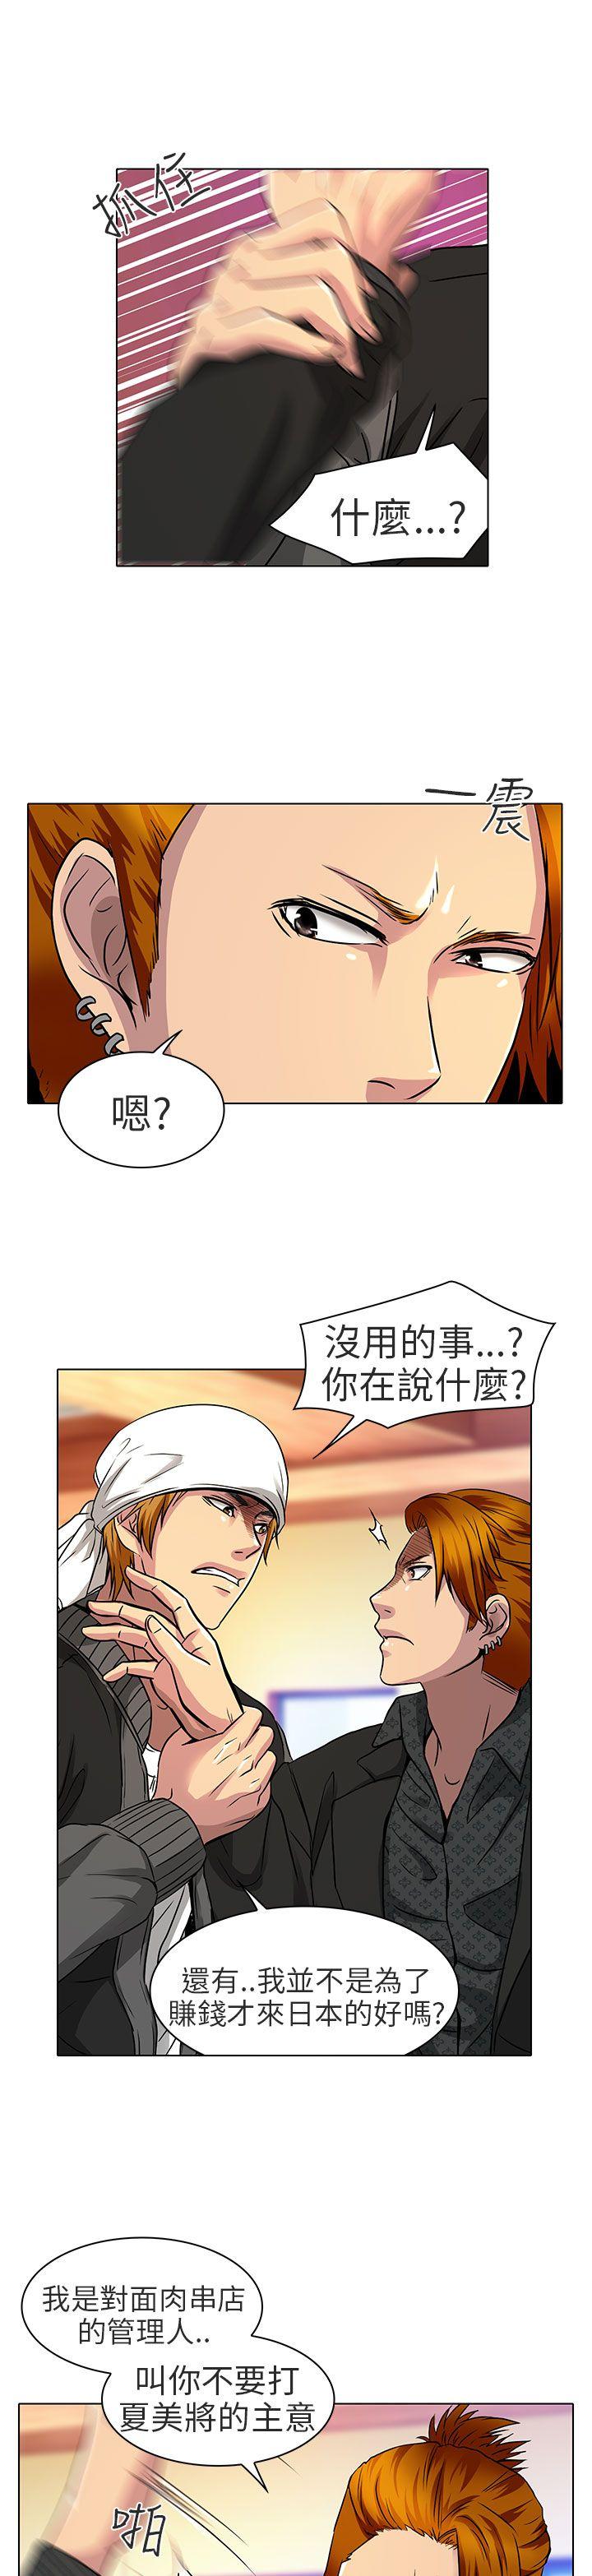 抓住
什麼...?
一震
嗯?
沒用的事...?
你在說什麼?
還有..我並不是為了
賺錢才來日本的好嗎?
我是對面肉串店
的管理人..
叫你不要打
夏美將的主意
啪